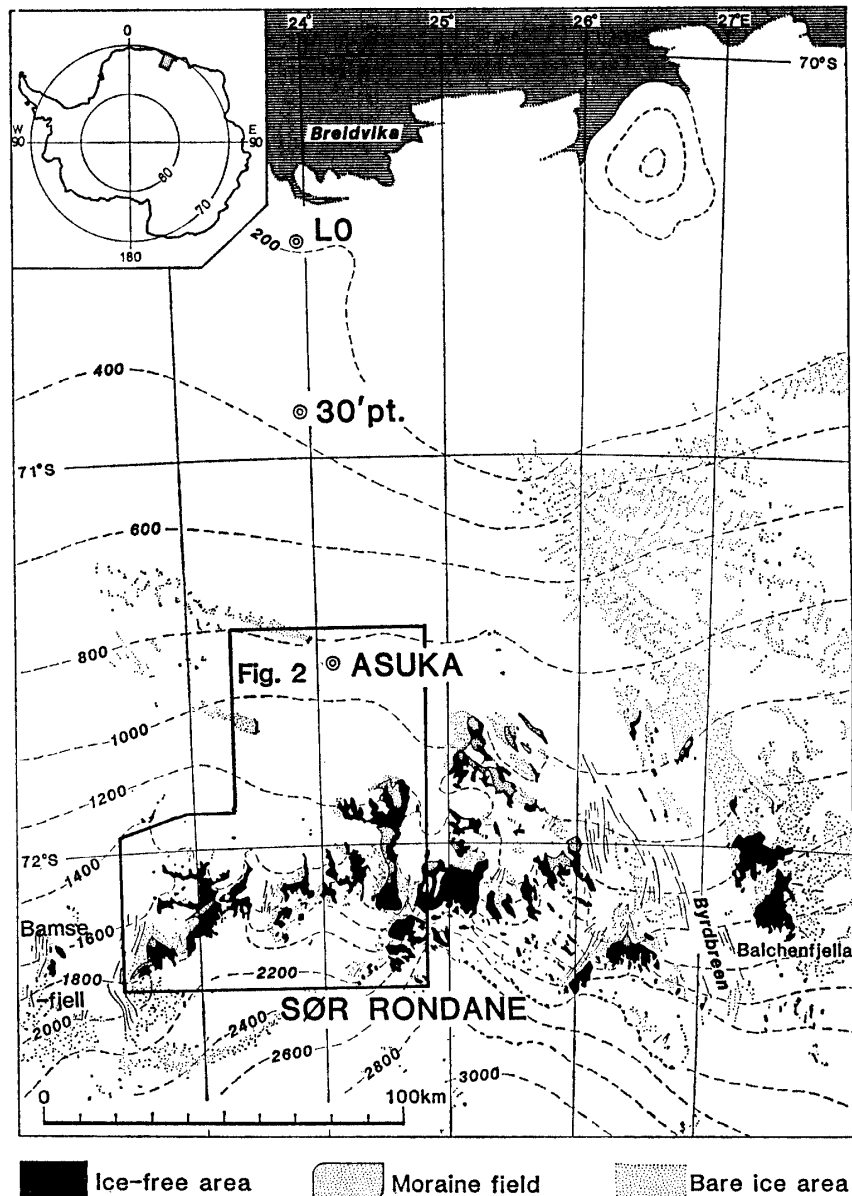 0
W
90
E
90
80
70
180
24°
25°
26°
27°E
70°S
Breidvika
200
L0
400
30'pt.
71°S
600
800
Fig. 2
ASUKA
1000
1200
72°S
1400
Bamse
-fjell
1600
1800
2000
2200
2400
2600
2800
3000
SØR RONDANE
Byrdbreen
Balchenfjella
0
100km
Ice-free area
Moraine field
Bare ice area